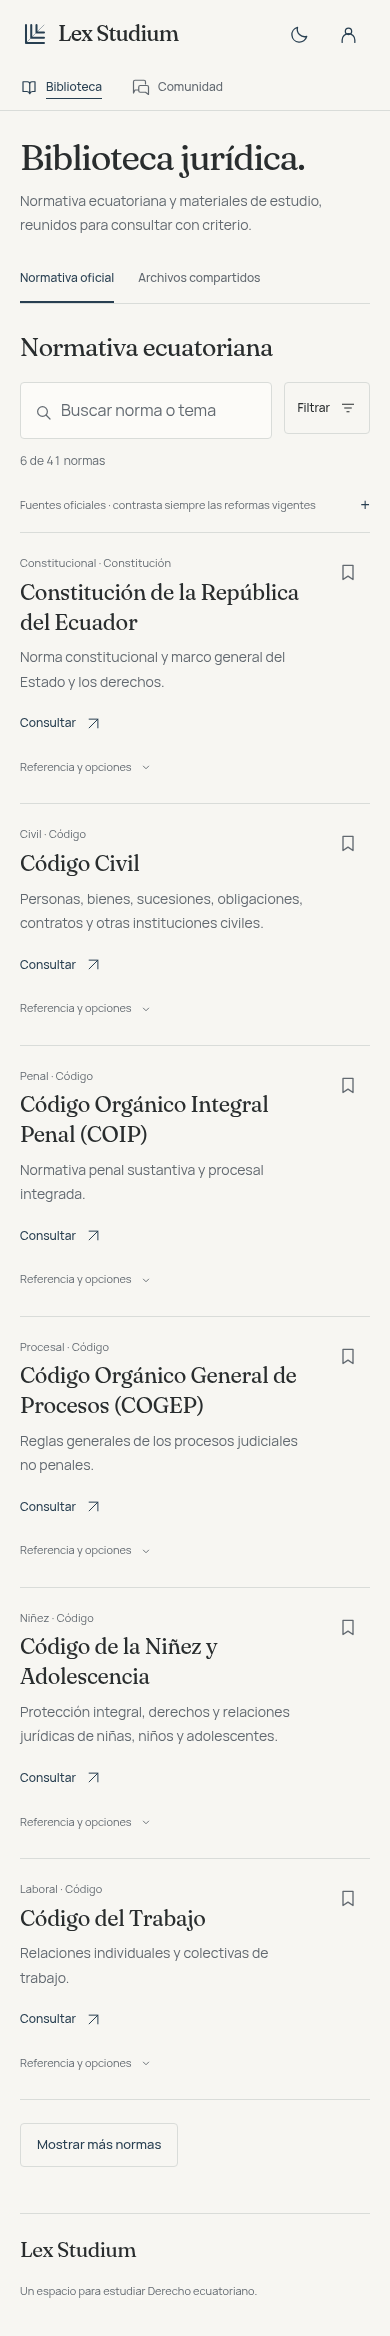 Lex Studium
Biblioteca
Comunidad
Biblioteca jurídica.
Normativa ecuatoriana y materiales de estudio,
reunidos para consultar con criterio.
Normativa oficial
Archivos compartidos
Normativa ecuatoriana
Buscar norma o tema
Filtrar
6 de 41 normas
Fuentes oficiales · contrasta siempre las reformas vigentes +
Constitucional · Constitución
Constitución de la República
del Ecuador
Norma constitucional y marco general del
Estado y los derechos.
Consultar
Referencia y opciones
Civil · Código
Código Civil
Personas, bienes, sucesiones, obligaciones,
contratos y otras instituciones civiles.
Consultar
Referencia y opciones
Penal · Código
Código Orgánico Integral
Penal (COIP)
Normativa penal sustantiva y procesal
integrada.
Consultar
Referencia y opciones
Procesal · Código
Código Orgánico General de
Procesos (COGEP)
Reglas generales de los procesos judiciales
no penales.
Consultar
Referencia y opciones
Niñez · Código
Código de la Niñez y
Adolescencia
Protección integral, derechos y relaciones
jurídicas de niñas, niños y adolescentes.
Consultar
Referencia y opciones
Laboral · Código
Código del Trabajo
Relaciones individuales y colectivas de
trabajo.
Consultar
Referencia y opciones
Mostrar más normas
Lex Studium
Un espacio para estudiar Derecho ecuatoriano.